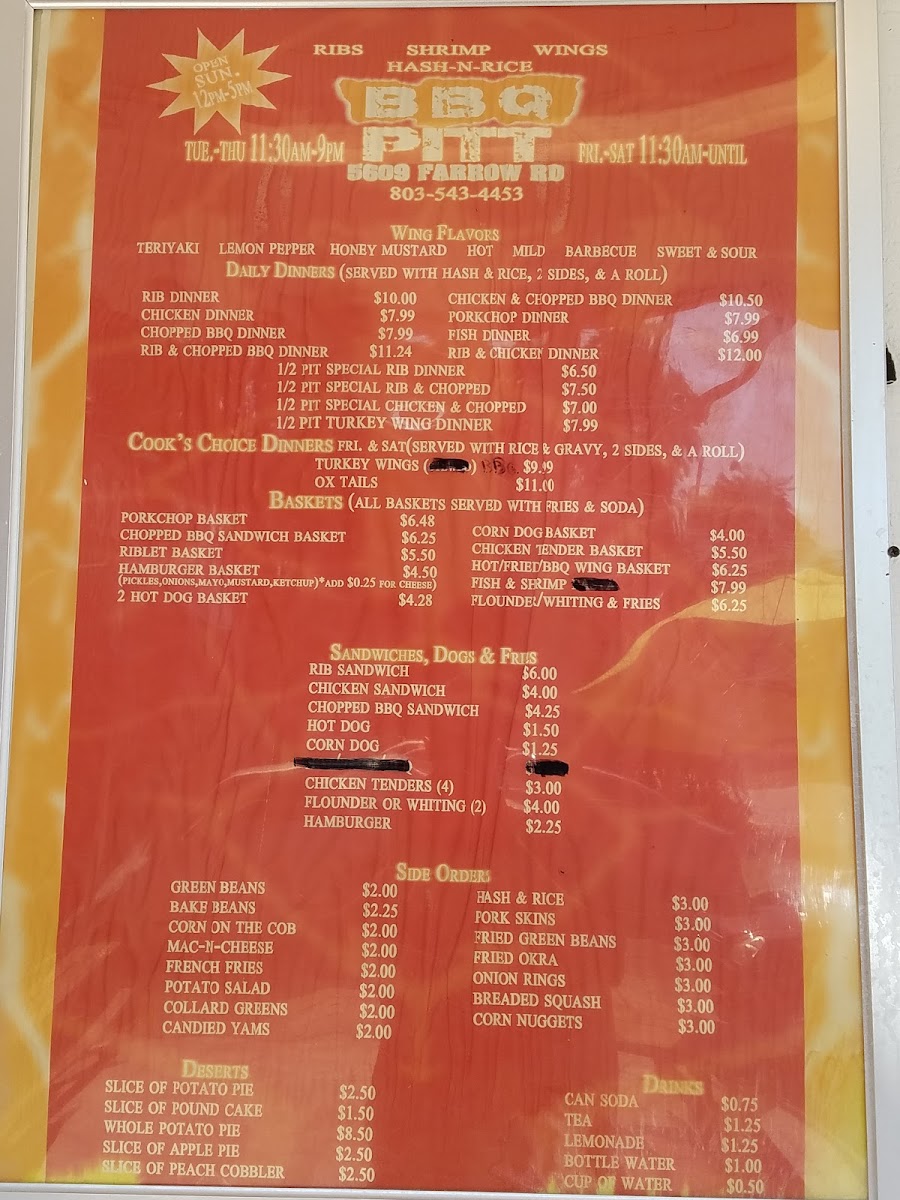 OPEN
SUN.
12PM-5PM
RIBS SHRIMP WINGS
HASH-N-RICE
BBQ
PITT
TUE.-THU 11:30AM-9PM
FRI.-SAT 11:30AM-UNTIL
5609 FARROW RD
803-543-4453
WING FLAVORS
TERIYAKI LEMON PEPPER HONEY MUSTARD HOT MILD BARBECUE SWEET & SOUR
DAILY DINNERS (SERVED WITH HASH & RICE, 2 SIDES, & A ROLL)
RIB DINNER $10.00
CHICKEN DINNER $7.99
CHOPPED BBQ DINNER $7.99
RIB & CHOPPED BBQ DINNER $11.24
CHICKEN & CHOPPED BBQ DINNER $10.50
PORKCHOP DINNER $7.99
FISH DINNER $6.99
RIB & CHICKEN DINNER $12.00
1/2 PIT SPECIAL RIB DINNER $6.50
1/2 PIT SPECIAL RIB & CHOPPED $7.50
1/2 PIT SPECIAL CHICKEN & CHOPPED $7.00
1/2 PIT TURKEY WING DINNER $7.99
COOK'S CHOICE DINNERS FRI. & SAT(SERVED WITH RICE & GRAVY, 2 SIDES, & A ROLL)
TURKEY WINGS ( ) BBQ $9.99
OX TAILS $11.00
BASKETS (ALL BASKETS SERVED WITH FRIES & SODA)
PORKCHOP BASKET $6.48
CHOPPED BBQ SANDWICH BASKET $6.25
RIBLET BASKET $5.50
HAMBURGER BASKET $4.50
(PICKLES,ONIONS,MAYO,MUSTARD,KETCHUP)*ADD $0.25 FOR CHEESE)
2 HOT DOG BASKET $4.28
CORN DOG BASKET $4.00
CHICKEN TENDER BASKET $5.50
HOT/FRIED/BBQ WING BASKET $6.25
FISH & SHRIMP $7.99
FLOUNDER/WHITING & FRIES $6.25
SANDWICHES, DOGS & FRIES
RIB SANDWICH $6.00
CHICKEN SANDWICH $4.00
CHOPPED BBQ SANDWICH $4.25
HOT DOG $1.50
CORN DOG $1.25
CHICKEN TENDERS (4) $3.00
FLOUNDER OR WHITING (2) $4.00
HAMBURGER $2.25
SIDE ORDERS
GREEN BEANS $2.00
BAKE BEANS $2.25
CORN ON THE COB $2.00
MAC-N-CHEESE $2.00
FRENCH FRIES $2.00
POTATO SALAD $2.00
COLLARD GREENS $2.00
CANDIED YAMS $2.00
HASH & RICE $3.00
PORK SKINS $3.00
FRIED GREEN BEANS $3.00
FRIED OKRA $3.00
ONION RINGS $3.00
BREADED SQUASH $3.00
CORN NUGGETS $3.00
DESERTS
SLICE OF POTATO PIE $2.50
SLICE OF POUND CAKE $1.50
WHOLE POTATO PIE $8.50
SLICE OF APPLE PIE $2.50
SLICE OF PEACH COBBLER $2.50
DRINKS
CAN SODA $0.75
TEA $1.25
LEMONADE $1.25
BOTTLE WATER $1.00
CUP OF WATER $0.50